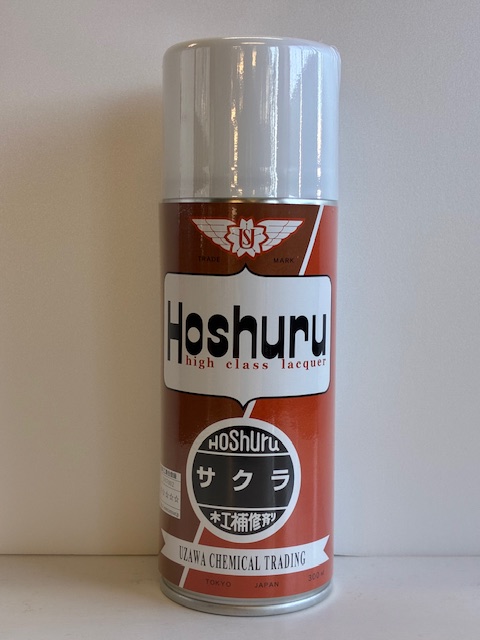 TRADE MARK
Hoshuru
high class lacquer
HOSHURU
サクラ
木工補修剤
UZAWA CHEMICAL TRADING
TOKYO JAPAN